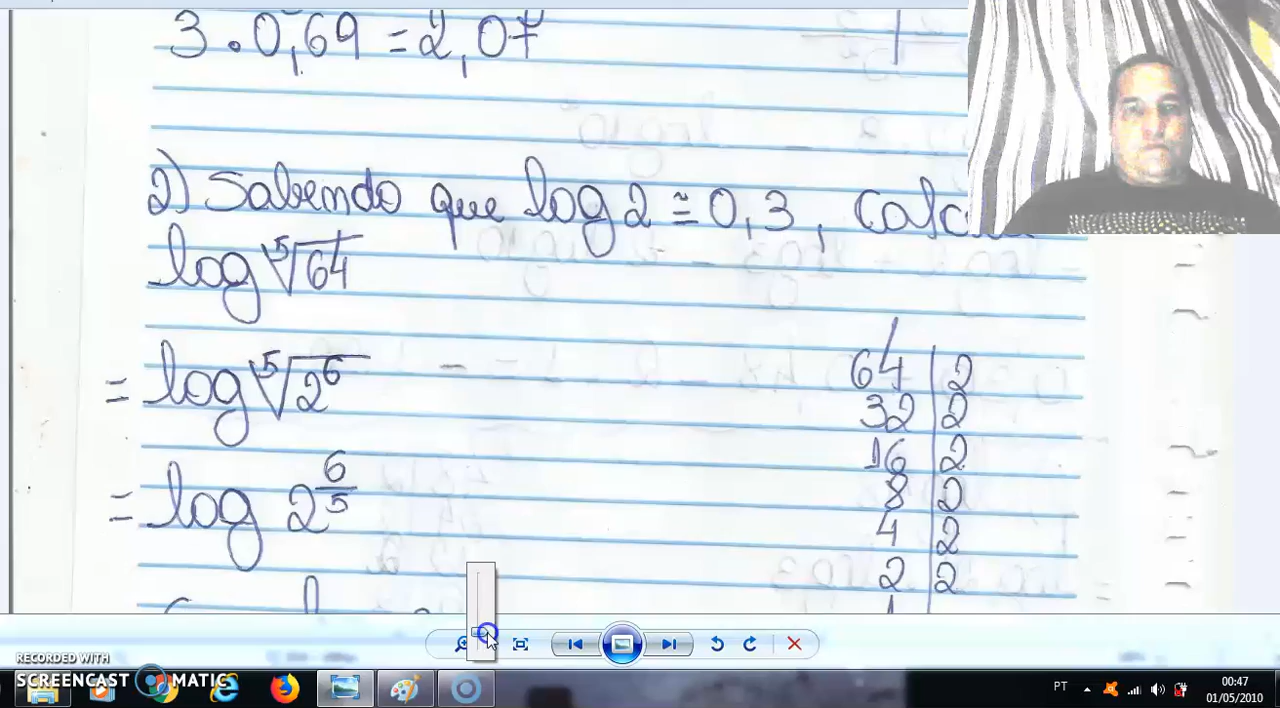 3 . 0,69 = 2,07
2) Sabendo que log 2 ≅ 0,3 ,
log ⁵√64
= log ⁵√2⁶
= log 2^(6/5)
64 | 2
32 | 2
16 | 2
8 | 2
4 | 2
2 | 2
1
RECORDED WITH
SCREENCAST MATIC
PT
00:47
01/05/2010